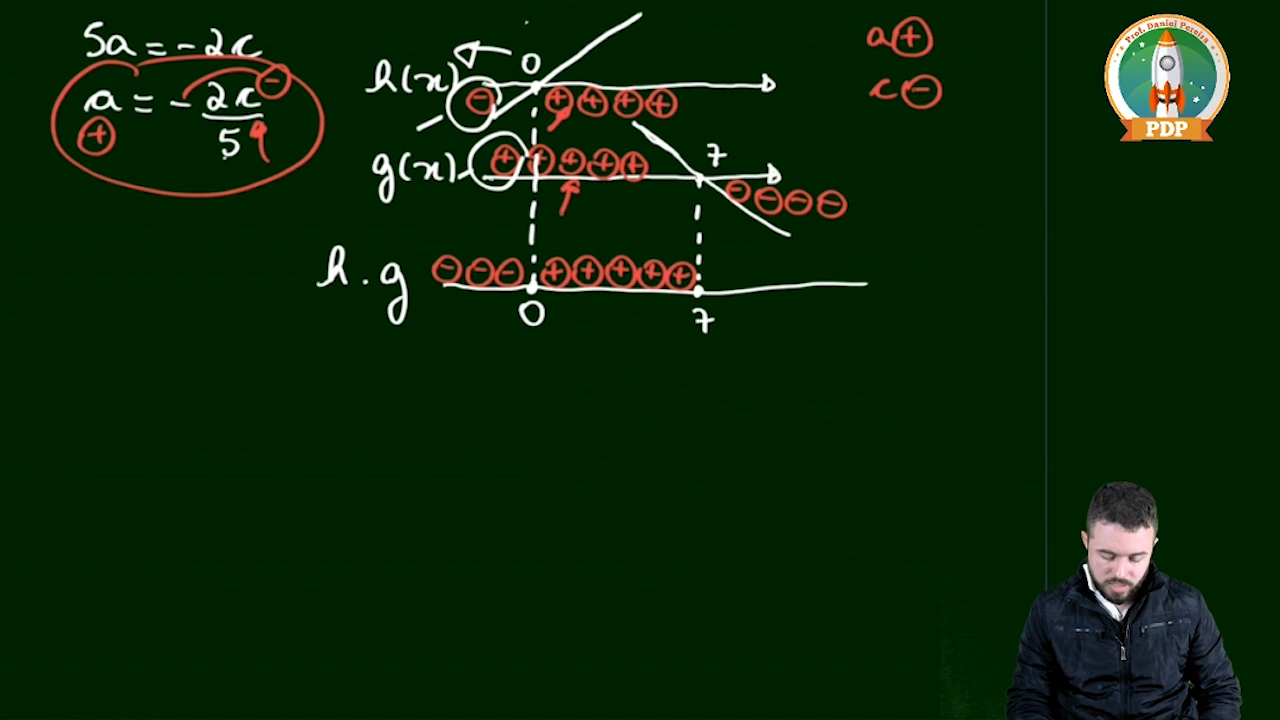 5a = -2c
a = - 2c/5
+
-
h(x) 0
- + + + +
g(x) 7
+ + + + + - - - -
h . g - - - + + + + +
0 7
a +
c -
Prof. Daniel Pereira
PDP